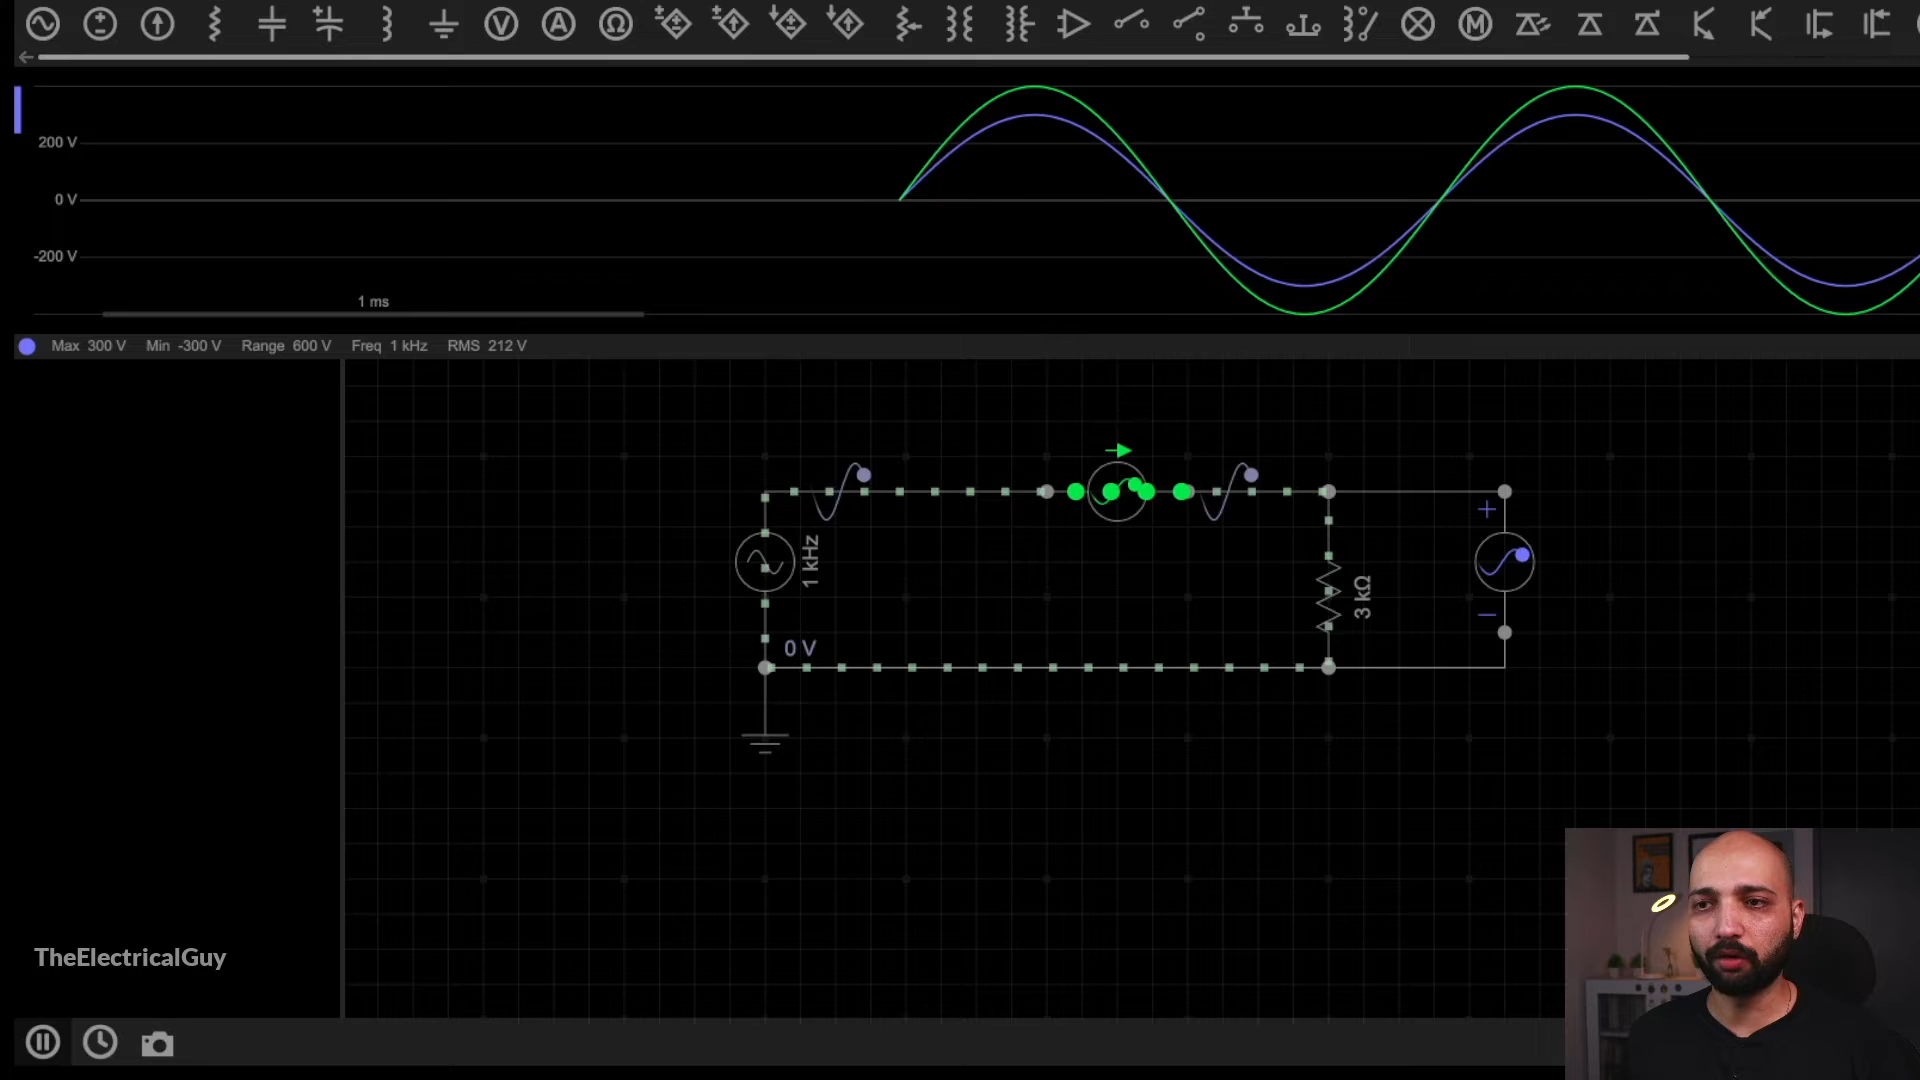 200 V
0 V
-200 V
1 ms
Max 300 V Min -300 V Range 600 V Freq 1 kHz RMS 212 V
1 kHz
3 kΩ
0 V
TheElectricalGuy